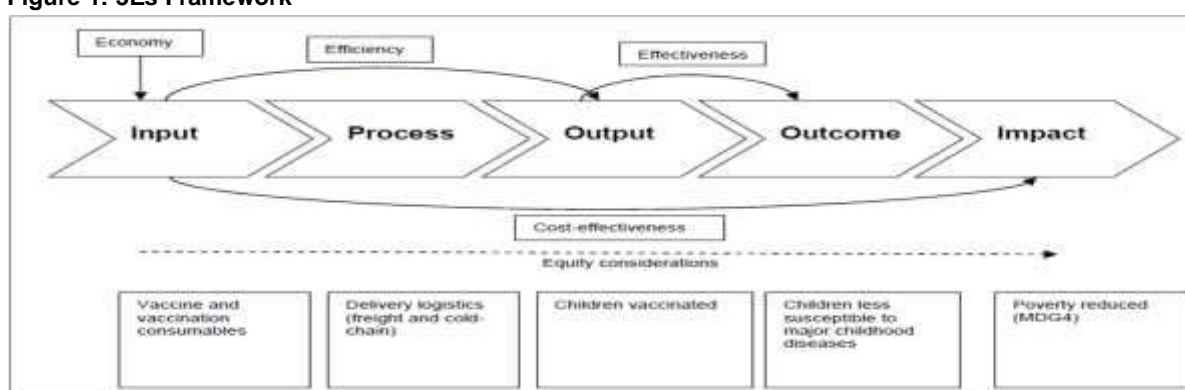 Figure 1: 3Es Framework
Economy
Efficiency
Effectiveness
Input
Process
Output
Outcome
Impact
Cost-effectiveness
Equity considerations
Vaccine and
vaccination
consumables
Delivery logistics
(freight and cold-
chain)
Children vaccinated
Children less
susceptible to
major childhood
diseases
Poverty reduced
(MDG4)